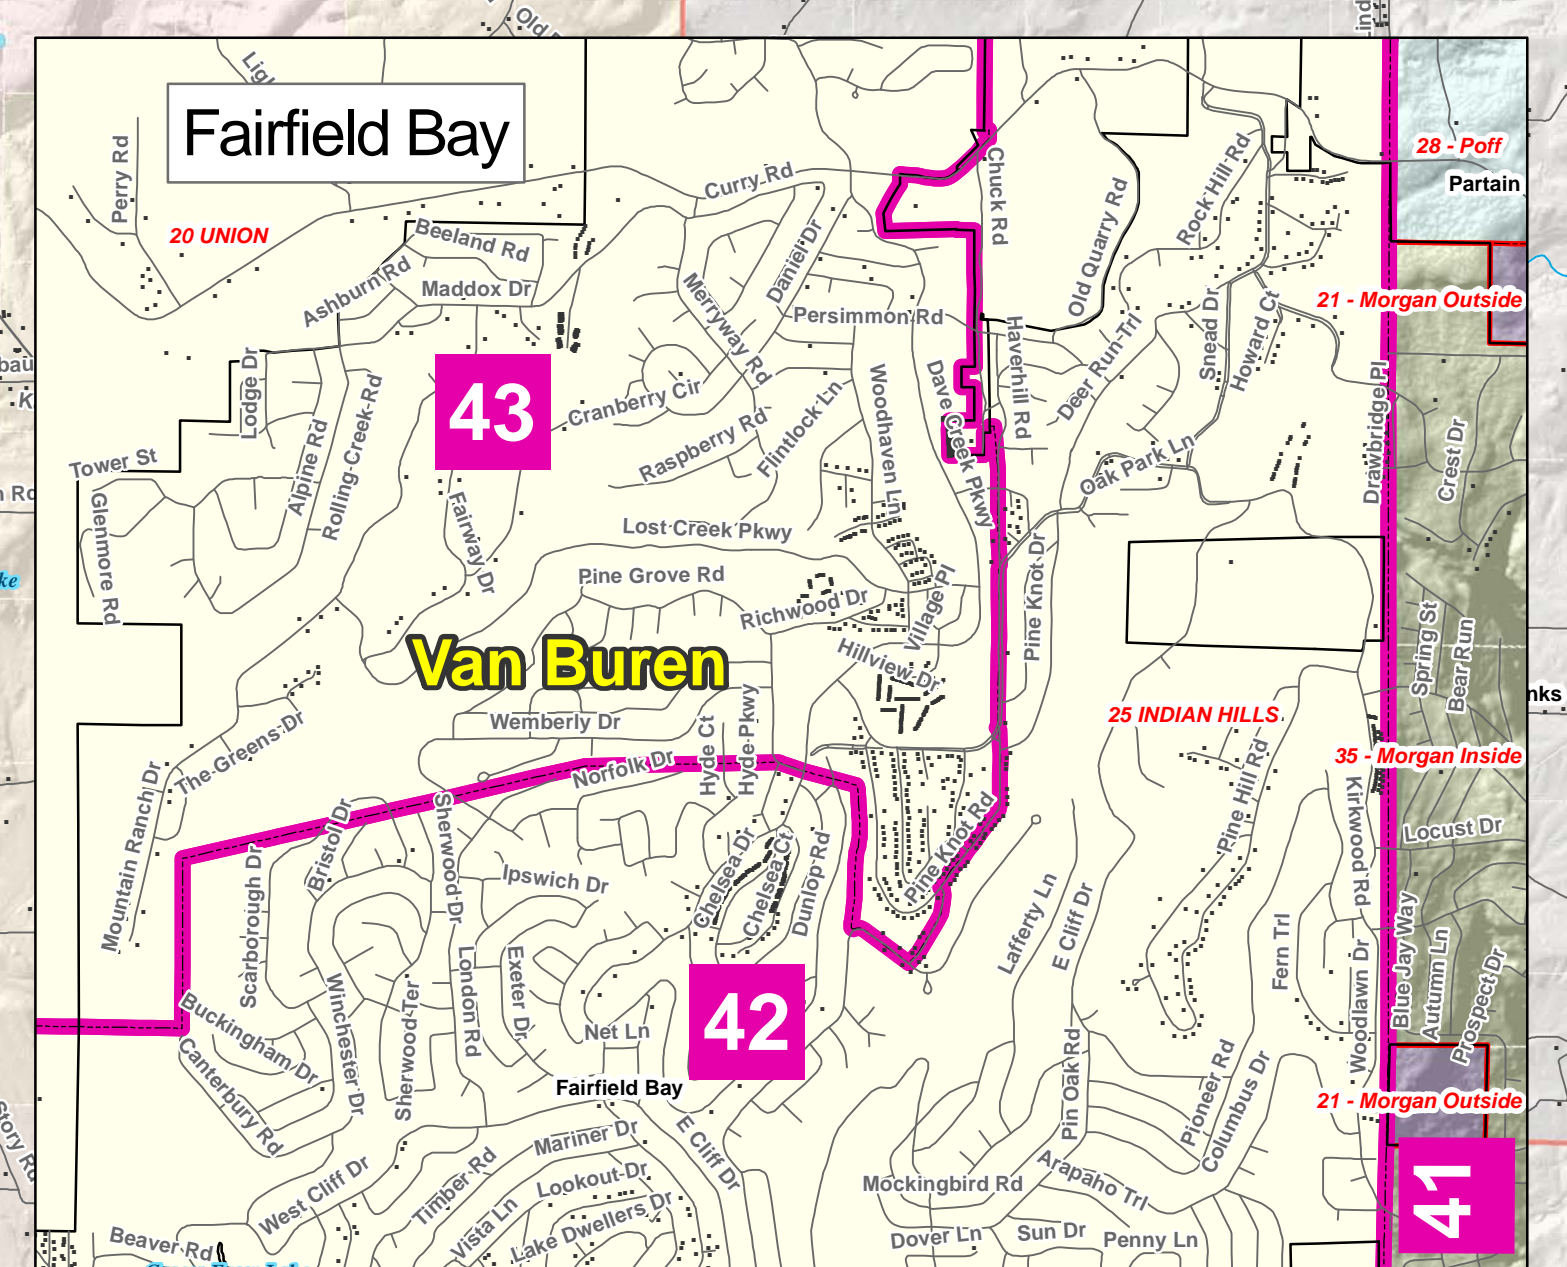 Fairfield Bay
Perry Rd
Curry Rd
Chuck Rd
Rock Hill Rd
28 - Poff
Partain
20 UNION
Beeland Rd
Ashburn Rd
Maddox Dr
Daniel Dr
Merryway Rd
Persimmon Rd
Old Quarry Rd
21 - Morgan Outside
Haverhill Rd
Deer Run Trl
Snead Dr
Howard Ct
Drawbridge Pl
Lodge Dr
43
Cranberry Cir
Raspberry Rd
Flintlock Ln
Woodhaven Ln
Dave Creek Pkwy
Oak Park Ln
Crest Dr
Tower St
Alpine Rd
Rolling Creek Rd
Glenmore Rd
Fairway Dr
Lost Creek Pkwy
Pine Grove Rd
Richwood Dr
Village Pl
Pine Knot Dr
Hillview Dr
Van Buren
Spring St
Bear Run
25 INDIAN HILLS
Wemberly Dr
Hyde Ct
Hyde Pkwy
Norfolk Dr
The Greens Dr
35 - Morgan Inside
Mountain Ranch Dr
Pine Hill Rd
Kirkwood Rd
Locust Dr
Sherwood Dr
Bristol Dr
Scarborough Dr
Ipswich Dr
Chelsea Dr
Chelsea Ct
Dunlop Rd
Pine Knot Rd
Lafferty Ln
E Cliff Dr
Fern Trl
Woodlawn Dr
Blue Jay Way
Autumn Ln
Prospect Dr
Buckingham Dr
Canterbury Rd
Winchester Dr
Sherwood Ter
London Rd
Exeter Dr
Net Ln
42
Fairfield Bay
Pin Oak Rd
Pioneer Rd
Columbus Dr
21 - Morgan Outside
41
West Cliff Dr
Timber Rd
Mariner Dr
Lookout Dr
E Cliff Dr
Vista Ln
Lake Dwellers Dr
Mockingbird Rd
Arapaho Trl
Beaver Rd
Dover Ln
Sun Dr
Penny Ln
Story Rd